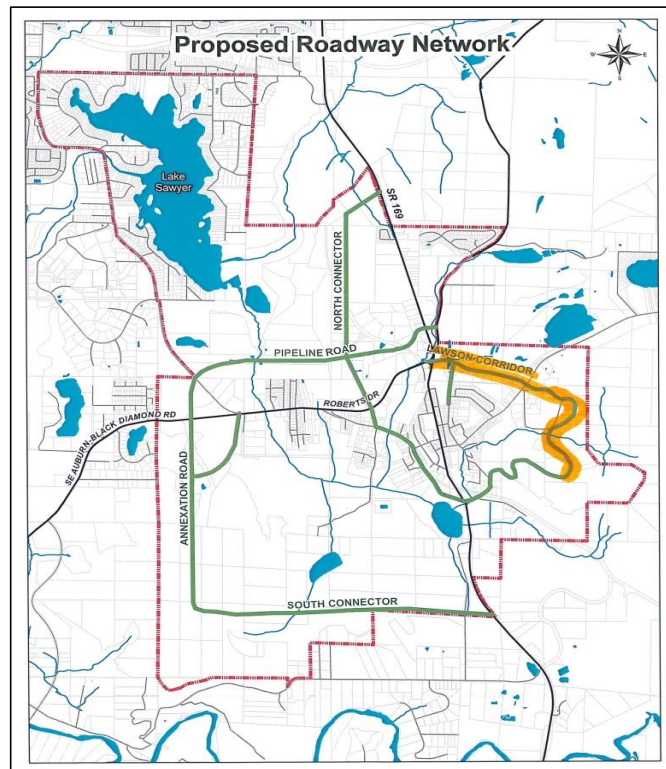 Proposed Roadway Network
N
W
E
S
Lake
Sawyer
SR 169
NORTH CONNECTOR
PIPELINE ROAD
LAWSON-CORRIDOR
ROBERTS DR
SE AUBURN-BLACK DIAMOND RD
ANNEXATION ROAD
SOUTH CONNECTOR